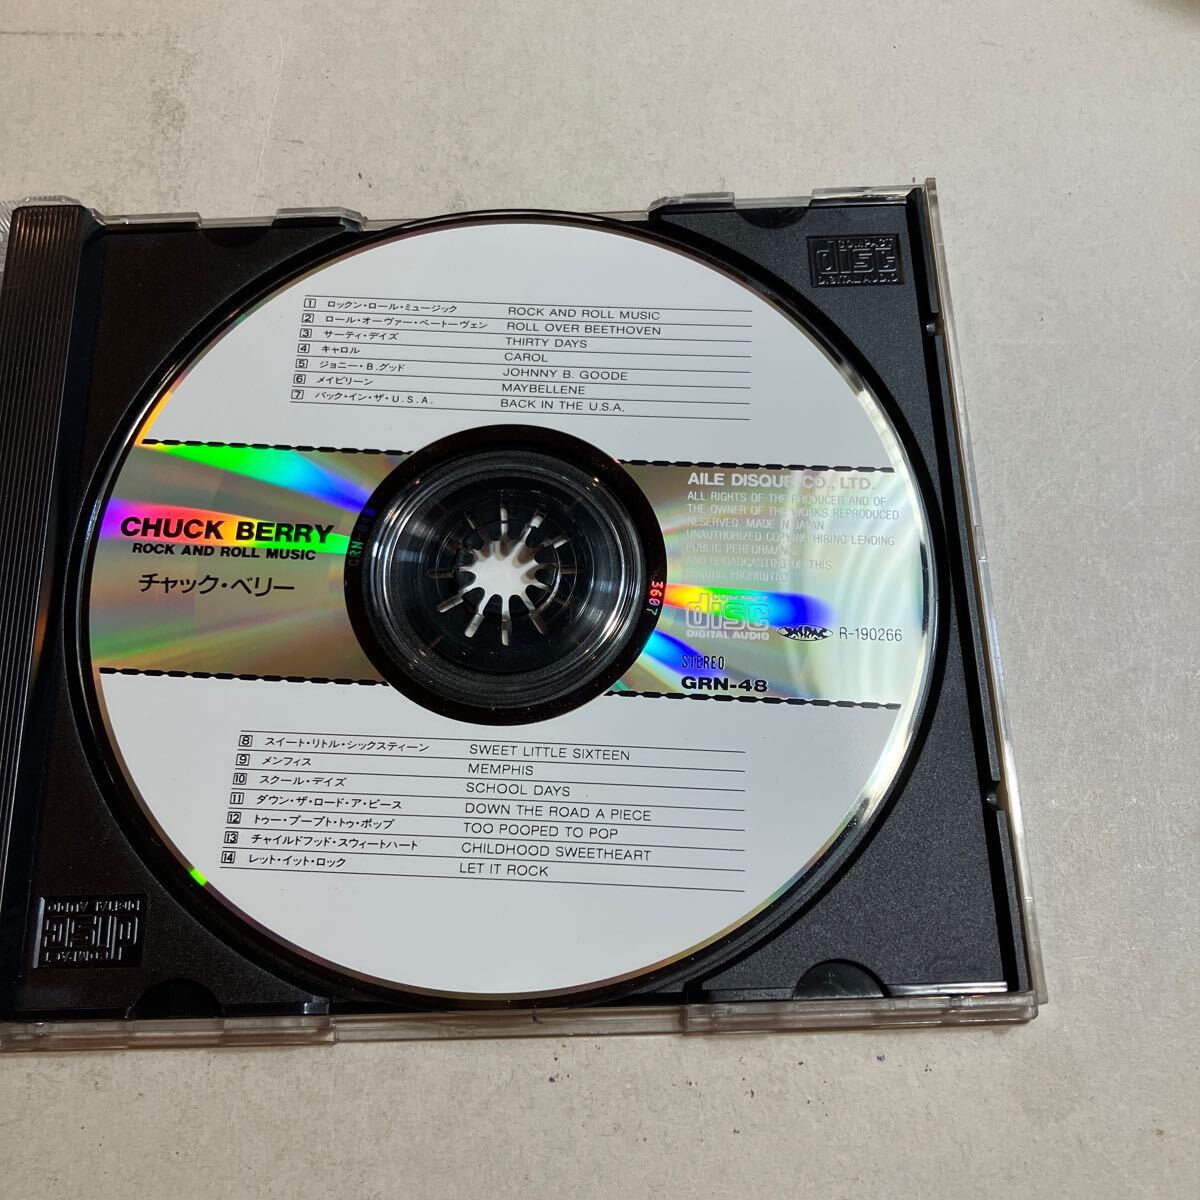 COMPACT
disc
DIGITAL AUDIO
1 ロックン・ロール・ミュージック ROCK AND ROLL MUSIC
2 ロール・オーヴァー・ベートーヴェン ROLL OVER BEETHOVEN
3 サーティ・デイズ THIRTY DAYS
4 キャロル CAROL
5 ジョニー・B.グッド JOHNNY B. GOODE
6 メイビリーン MAYBELLENE
7 バック・イン・ザ・U.S.A. BACK IN THE U.S.A.
CHUCK BERRY
ROCK AND ROLL MUSIC
チャック・ベリー
3607
AILE DISQUE CO., LTD.
ALL RIGHTS OF THE PRODUCER AND OF
THE OWNER OF THE WORKS REPRODUCED
RESERVED. MADE IN JAPAN
UNAUTHORIZED COPYING HIRING LENDING
PUBLIC PERFORMANCE
AND BROADCASTING OF THIS
RECORD PROHIBITED.
COMPACT
disc
DIGITAL AUDIO
R-190266
STEREO
GRN-48
8 スイート・リトル・シックスティーン SWEET LITTLE SIXTEEN
9 メンフィス MEMPHIS
10 スクール・デイズ SCHOOL DAYS
11 ダウン・ザ・ロード・ア・ピース DOWN THE ROAD A PIECE
12 トゥー・プープト・トゥ・ポップ TOO POOPED TO POP
13 チャイルドフッド・スウィートハート CHILDHOOD SWEETHEART
14 レット・イット・ロック LET IT ROCK
COMPACT
disc
DIGITAL AUDIO